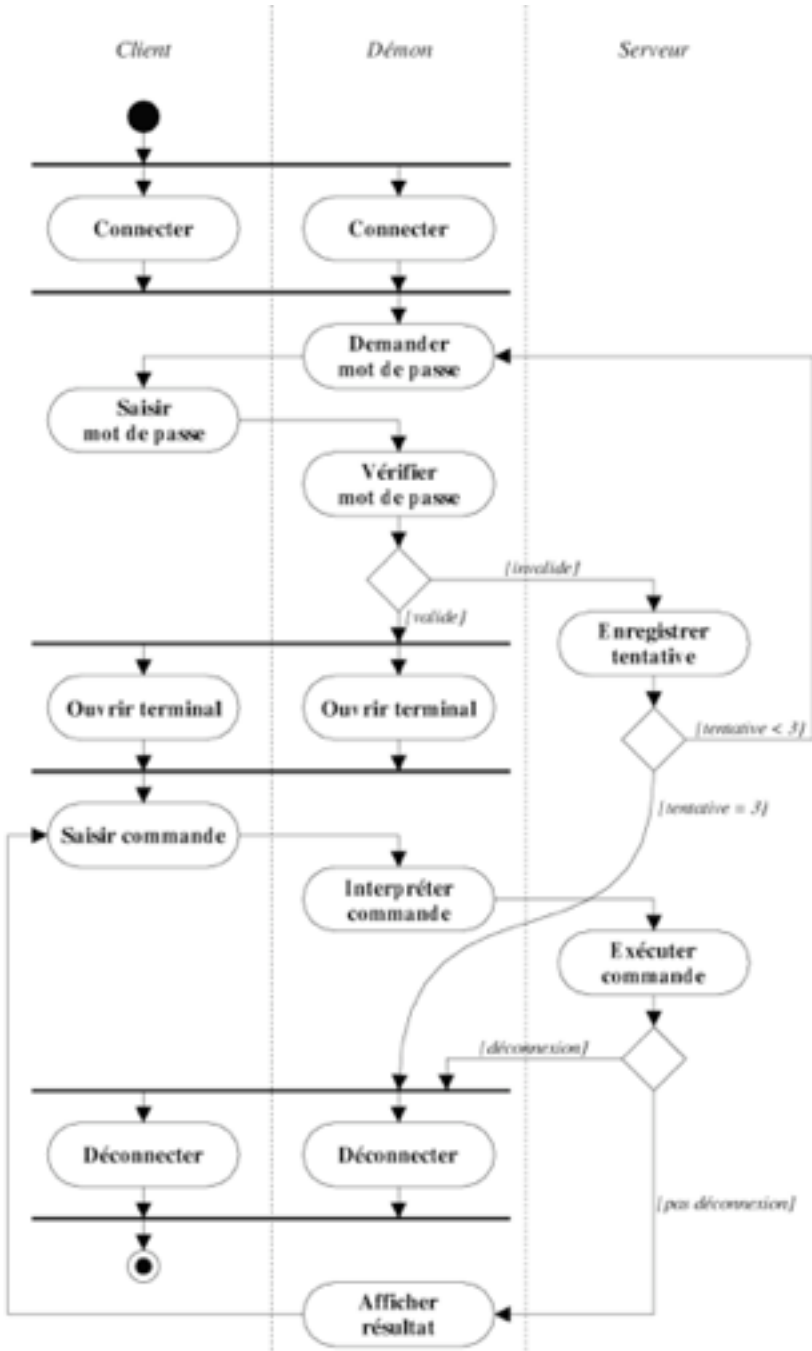 Client
Démon
Serveur
Connecter
Connecter
Demander
mot de passe
Saisir
mot de passe
Vérifier
mot de passe
[invalide]
[valide]
Enregistrer
tentative
Ouvrir terminal
Ouvrir terminal
[tentative < 3]
[tentative = 3]
Saisir commande
Interpréter
commande
Exécuter
commande
[déconnexion]
Déconnecter
Déconnecter
[pas déconnexion]
Afficher
résultat